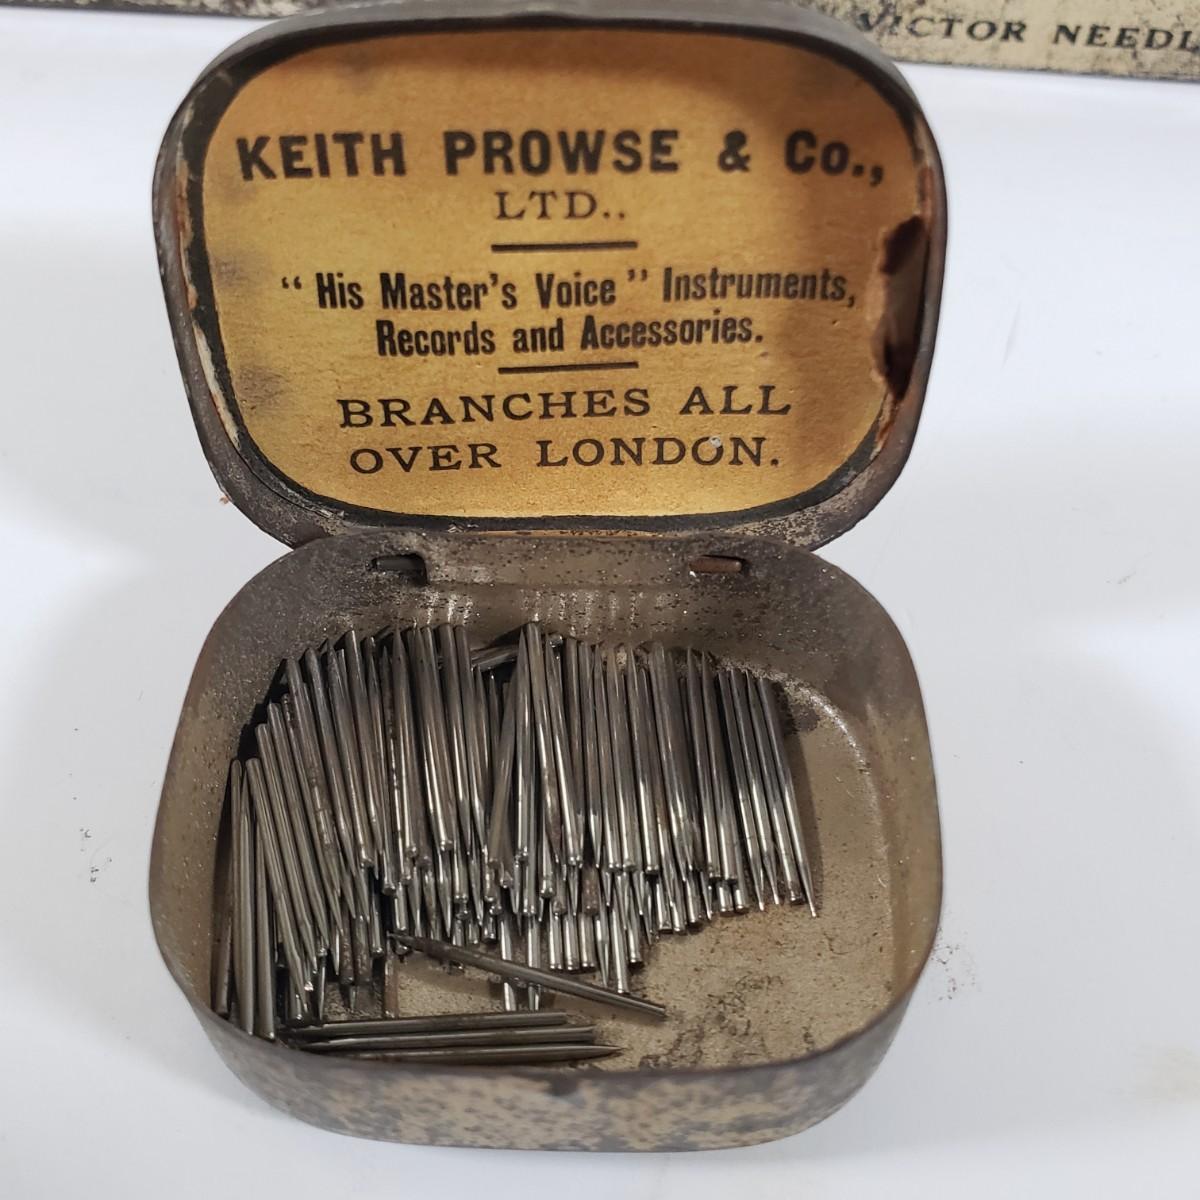 VICTOR NEEDL
KEITH PROWSE & Co.,
LTD..
“ His Master's Voice ” Instruments,
Records and Accessories.
BRANCHES ALL
OVER LONDON.